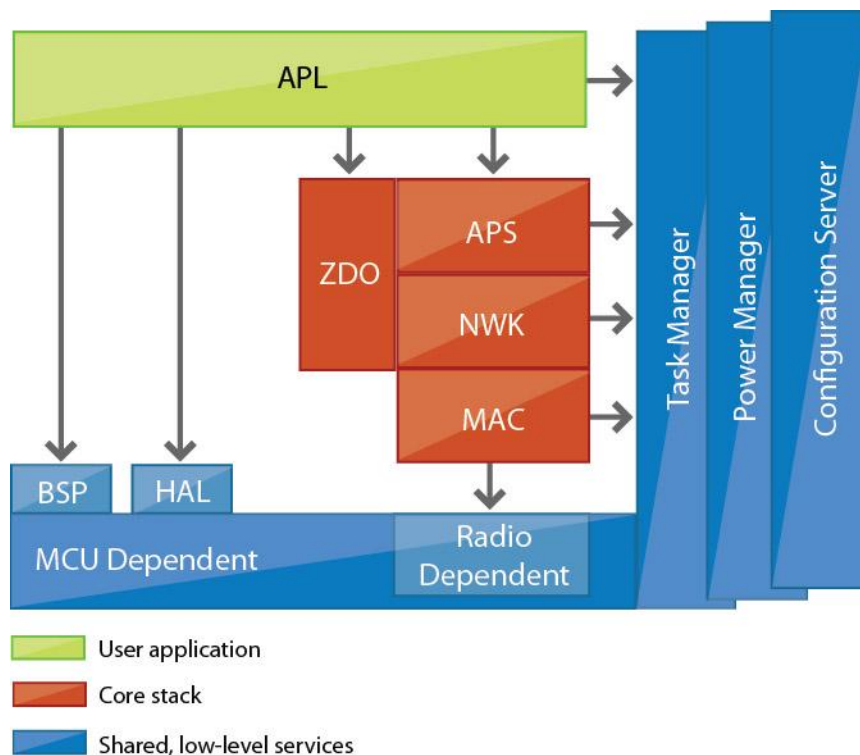 APL
ZDO
APS
NWK
MAC
Task Manager
Power Manager
Configuration Server
BSP
HAL
MCU Dependent
Radio
Dependent
User application
Core stack
Shared, low-level services